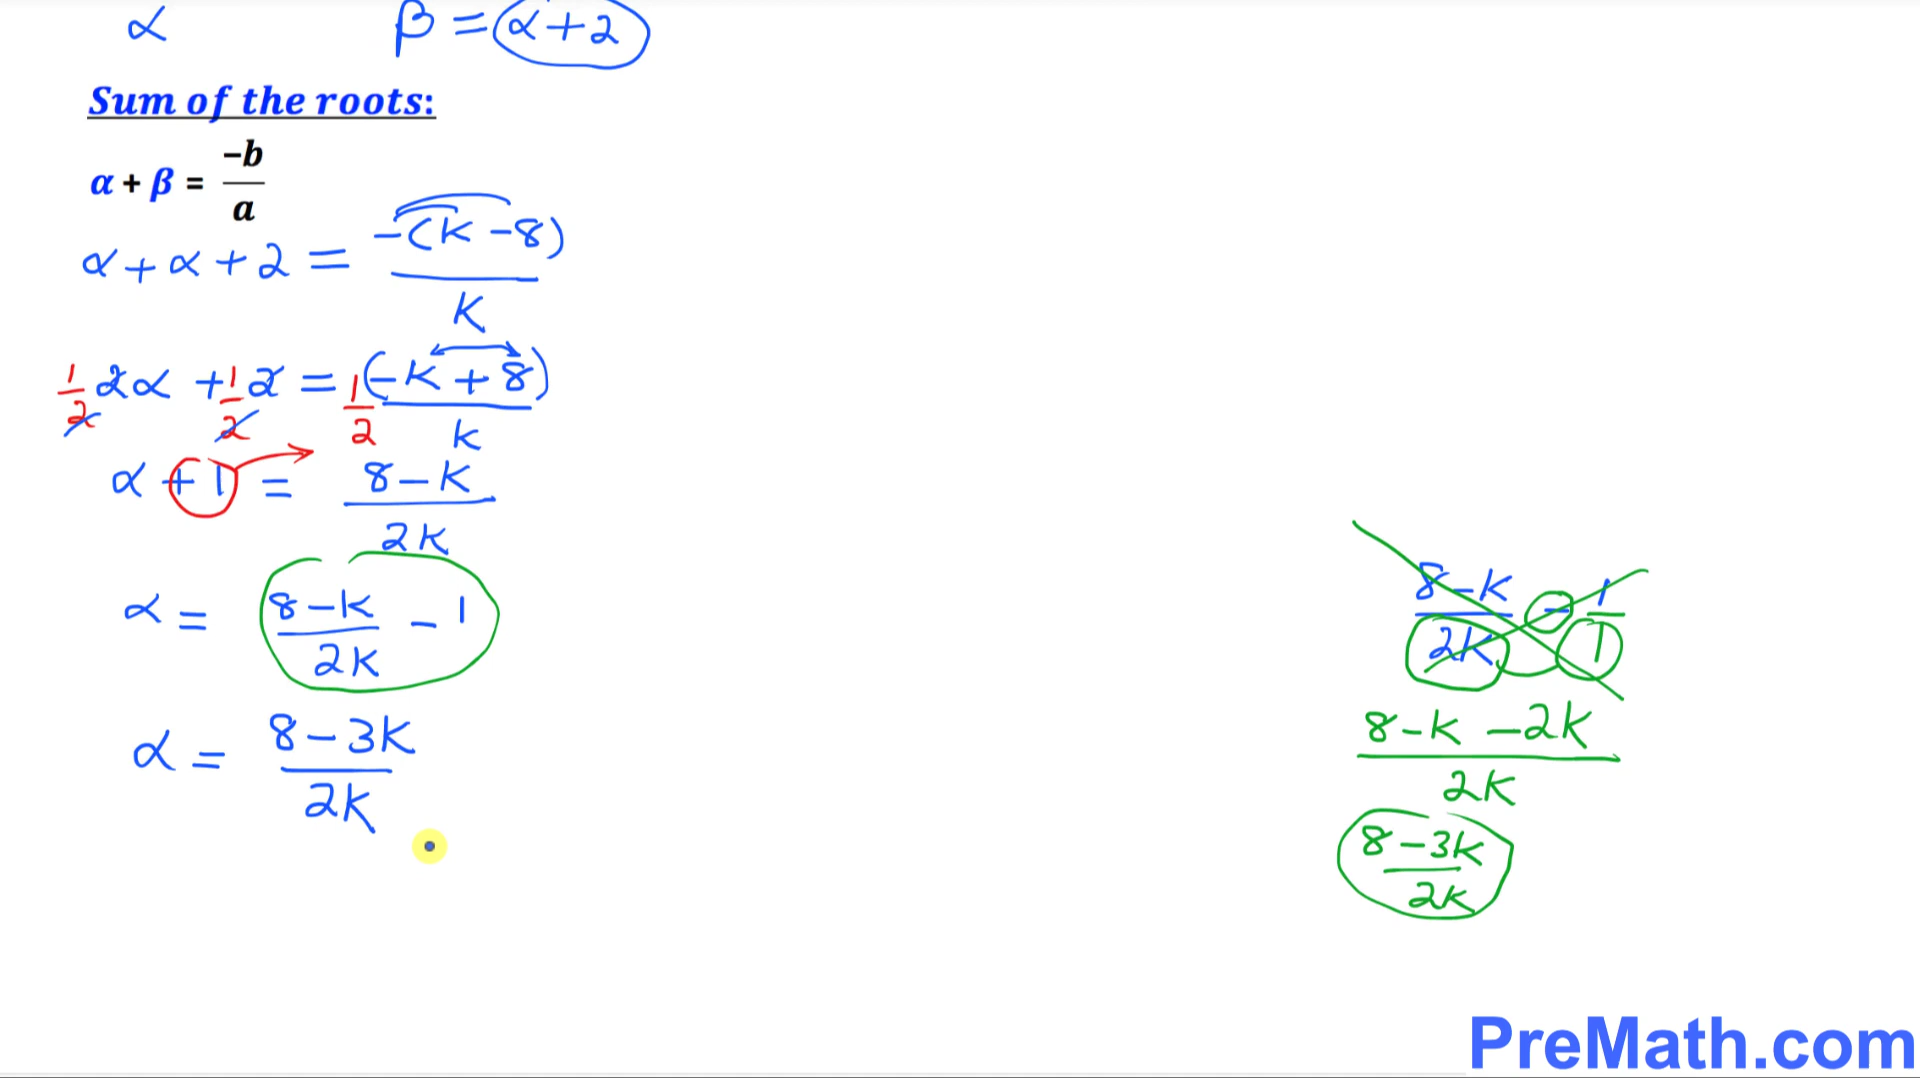 α β = α+2
Sum of the roots:
α + β = −b/a
α + α + 2 = −(k −8)/k
1/2 2α + 1/2 2 = 1/2 (−k + 8)/k
α + 1 = 8−k/2k
α = 8−k/2k − 1
α = 8−3k/2k
8−k/2k − 1/1
8−k −2k/2k
8−3k/2k
PreMath.com